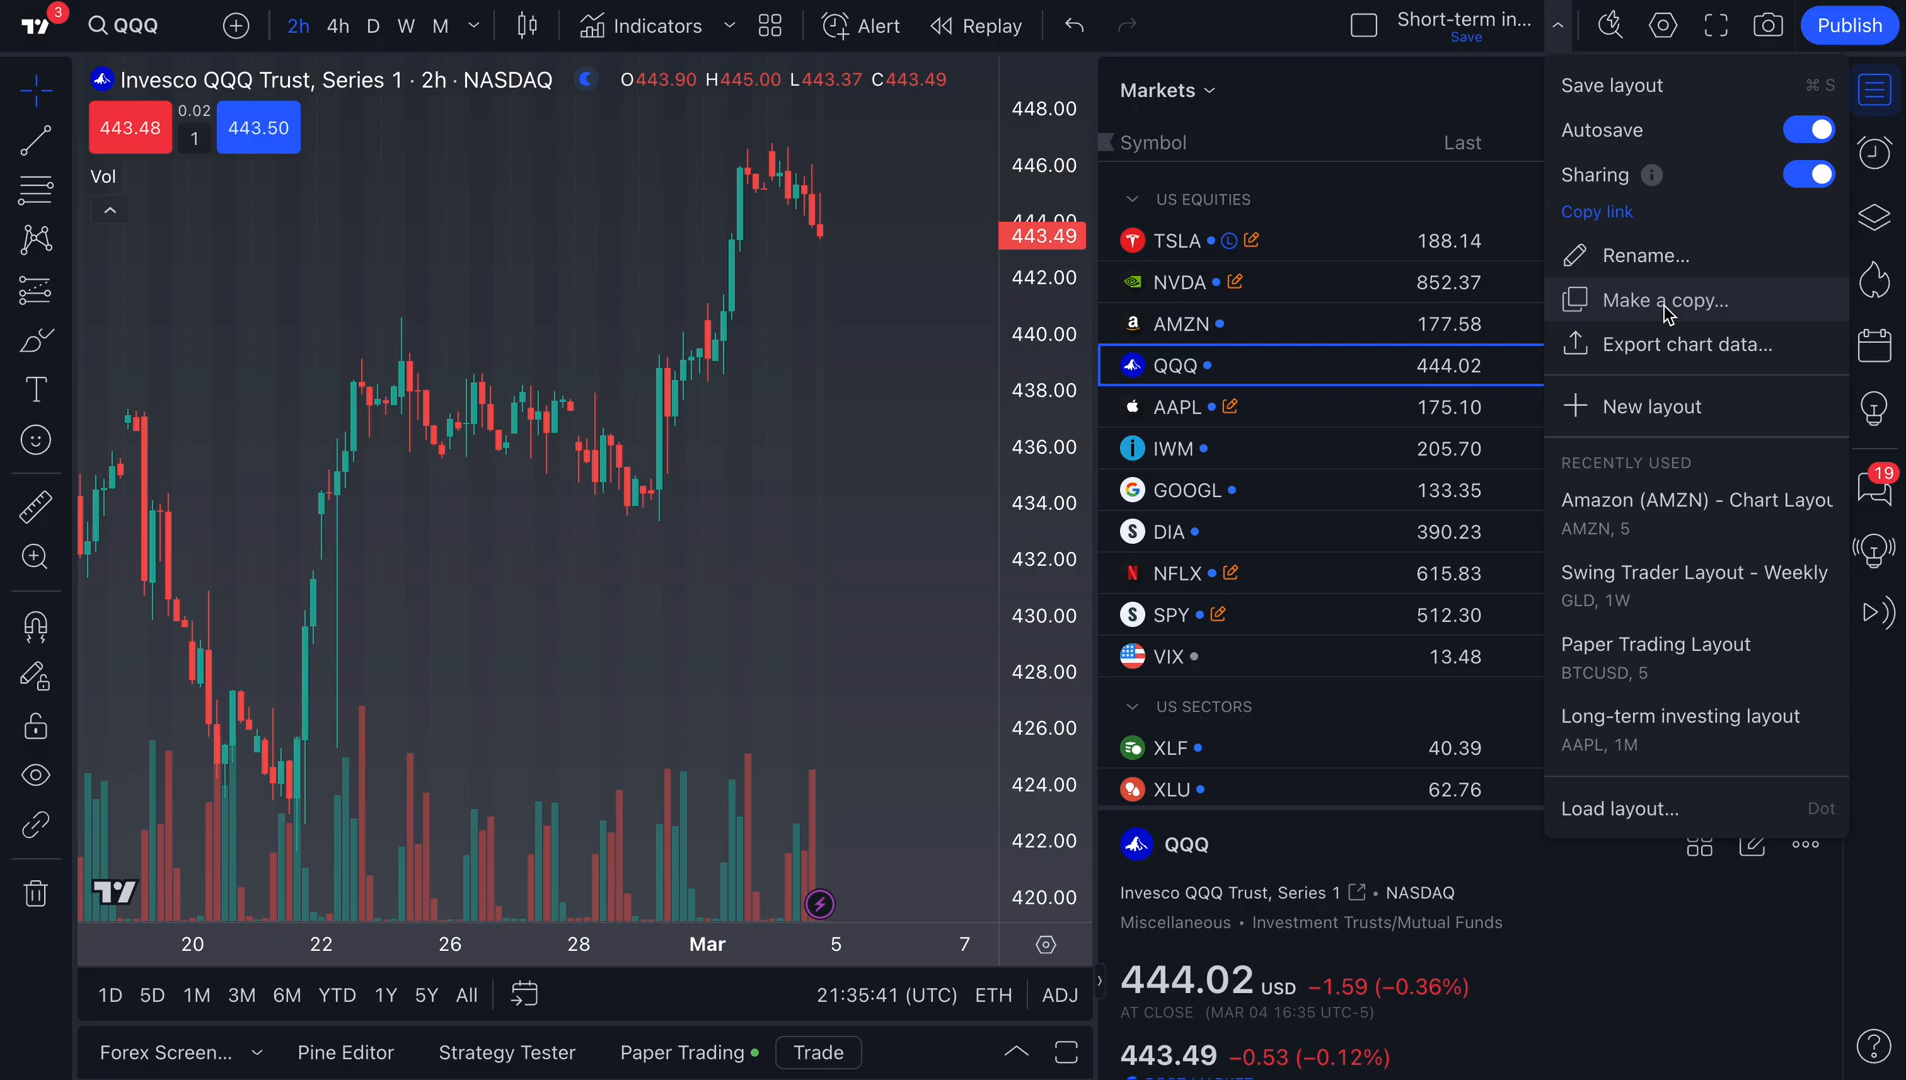 3
QQQ
2h
4h
D
W
M
Indicators
Alert
Replay
Short-term in...
Save
Publish
Invesco QQQ Trust, Series 1 · 2h · NASDAQ
O443.90 H445.00 L443.37 C443.49
443.48
0.02
1
443.50
Vol
448.00
446.00
444.00
443.49
442.00
440.00
438.00
436.00
434.00
432.00
430.00
428.00
426.00
424.00
422.00
420.00
20
22
26
28
Mar
5
7
1D
5D
1M
3M
6M
YTD
1Y
5Y
All
21:35:41 (UTC)
ETH
ADJ
Forex Screen...
Pine Editor
Strategy Tester
Paper Trading
Trade
Markets
Symbol
Last
US EQUITIES
TSLA L 188.14
NVDA 852.37
AMZN 177.58
QQQ 444.02
AAPL 175.10
IWM 205.70
GOOGL 133.35
DIA 390.23
NFLX 615.83
SPY 512.30
VIX 13.48
US SECTORS
XLF 40.39
XLU 62.76
QQQ
Invesco QQQ Trust, Series 1 • NASDAQ
Miscellaneous • Investment Trusts/Mutual Funds
444.02 USD −1.59 (−0.36%)
AT CLOSE (MAR 04 16:35 UTC-5)
443.49 −0.53 (−0.12%)
Save layout ⌘ S
Autosave
Sharing
Copy link
Rename...
Make a copy...
Export chart data...
New layout
RECENTLY USED
Amazon (AMZN) - Chart Layou
AMZN, 5
Swing Trader Layout - Weekly
GLD, 1W
Paper Trading Layout
BTCUSD, 5
Long-term investing layout
AAPL, 1M
Load layout... Dot
19